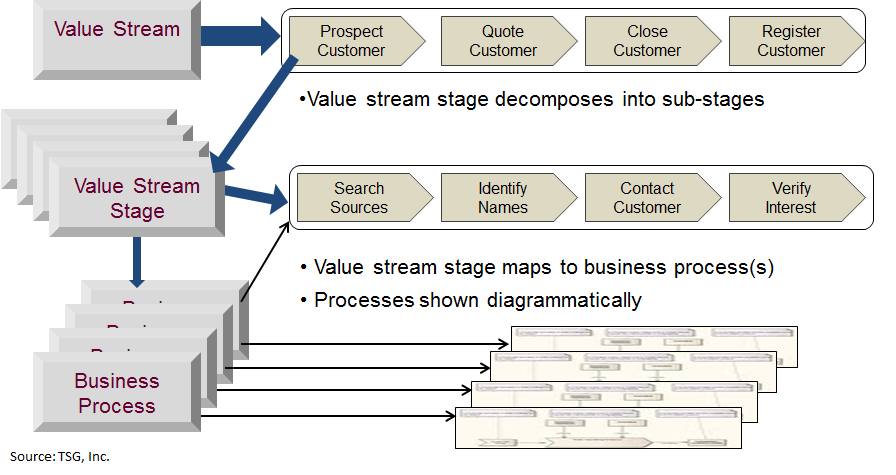 Value Stream
Prospect
Customer
Quote
Customer
Close
Customer
Register
Customer
•Value stream stage decomposes into sub-stages
Value Stream
Stage
Search
Sources
Identify
Names
Contact
Customer
Verify
Interest
• Value stream stage maps to business process(s)
• Processes shown diagrammatically
Business
Process
Source: TSG, Inc.